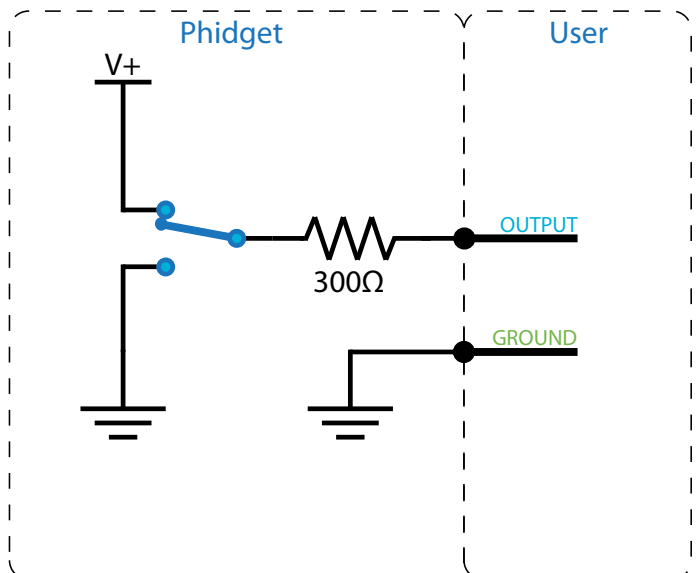 Phidget
User
V+
OUTPUT
300Ω
GROUND